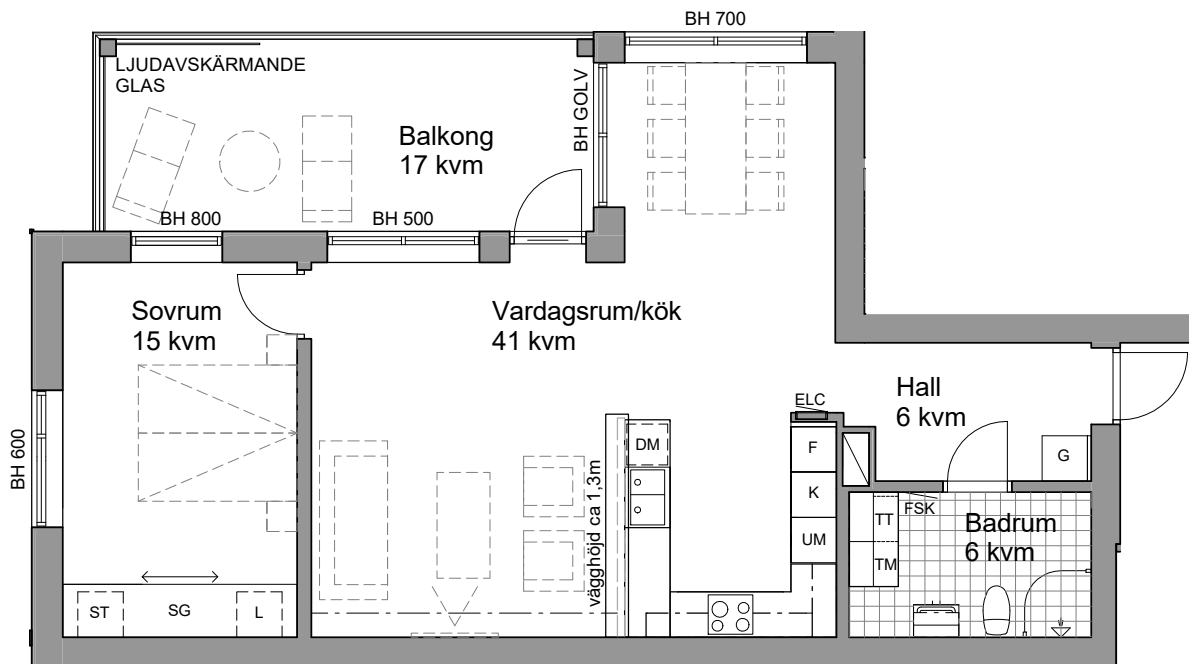 BH 700
LJUDAVSKÄRMANDE
GLAS
BH GOLV
Balkong
17 kvm
BH 800
BH 500
Sovrum
15 kvm
Vardagsrum/kök
41 kvm
Hall
6 kvm
ELC
BH 600
DM
F
G
K
vägghöjd ca 1,3m
TT
FSK
Badrum
6 kvm
UM
TM
ST
SG
L